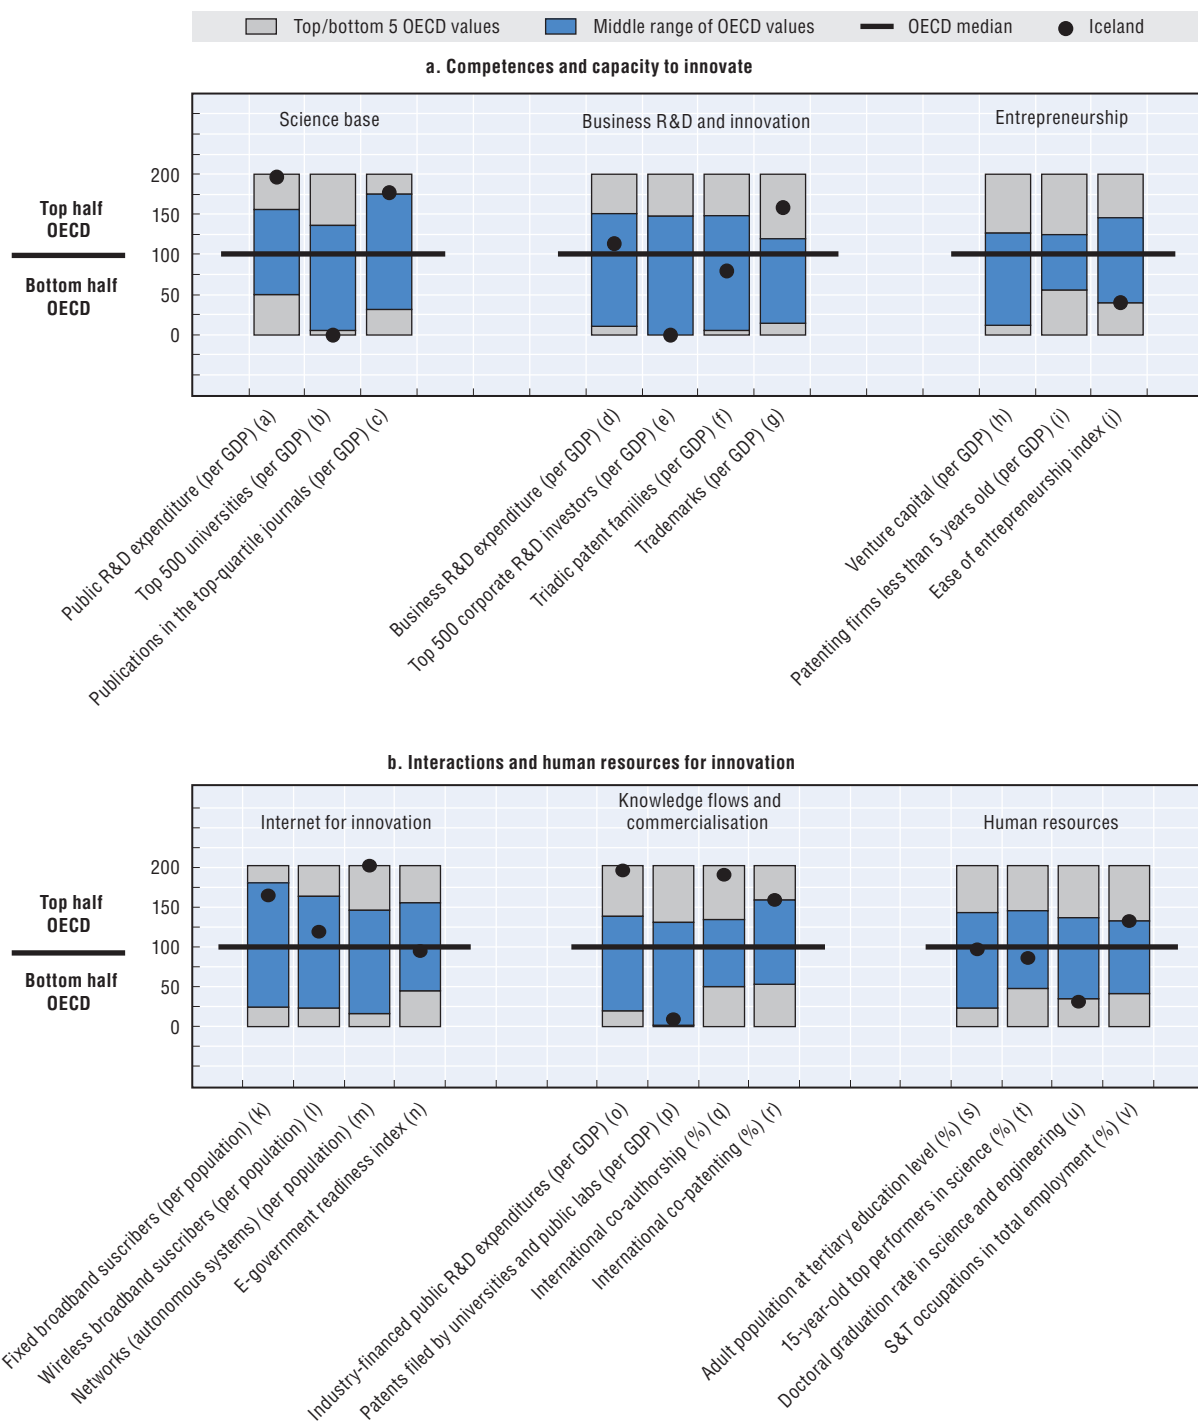 Top/bottom 5 OECD values Middle range of OECD values OECD median Iceland
a. Competences and capacity to innovate
Science base
Business R&D and innovation
Entrepreneurship
200
150
100
50
0
Top half
OECD
Bottom half
OECD
Public R&D expenditure (per GDP) (a)
Top 500 universities (per GDP) (b)
Publications in the top-quartile journals (per GDP) (c)
Business R&D expenditure (per GDP) (d)
Top 500 corporate R&D investors (per GDP) (e)
Triadic patent families (per GDP) (f)
Trademarks (per GDP) (g)
Venture capital (per GDP) (h)
Patenting firms less than 5 years old (per GDP) (i)
Ease of entrepreneurship index (j)
b. Interactions and human resources for innovation
Internet for innovation
Knowledge flows and
commercialisation
Human resources
200
150
100
50
0
Top half
OECD
Bottom half
OECD
Fixed broadband suscribers (per population) (k)
Wireless broadband suscribers (per population) (l)
Networks (autonomous systems) (per population) (m)
E-government readiness index (n)
Industry-financed public R&D expenditures (per GDP) (o)
Patents filed by universities and public labs (per GDP) (p)
International co-authorship (%) (q)
International co-patenting (%) (r)
Adult population at tertiary education level (%) (s)
15-year-old top performers in science (%) (t)
Doctoral graduation rate in science and engineering (u)
S&T occupations in total employment (%) (v)